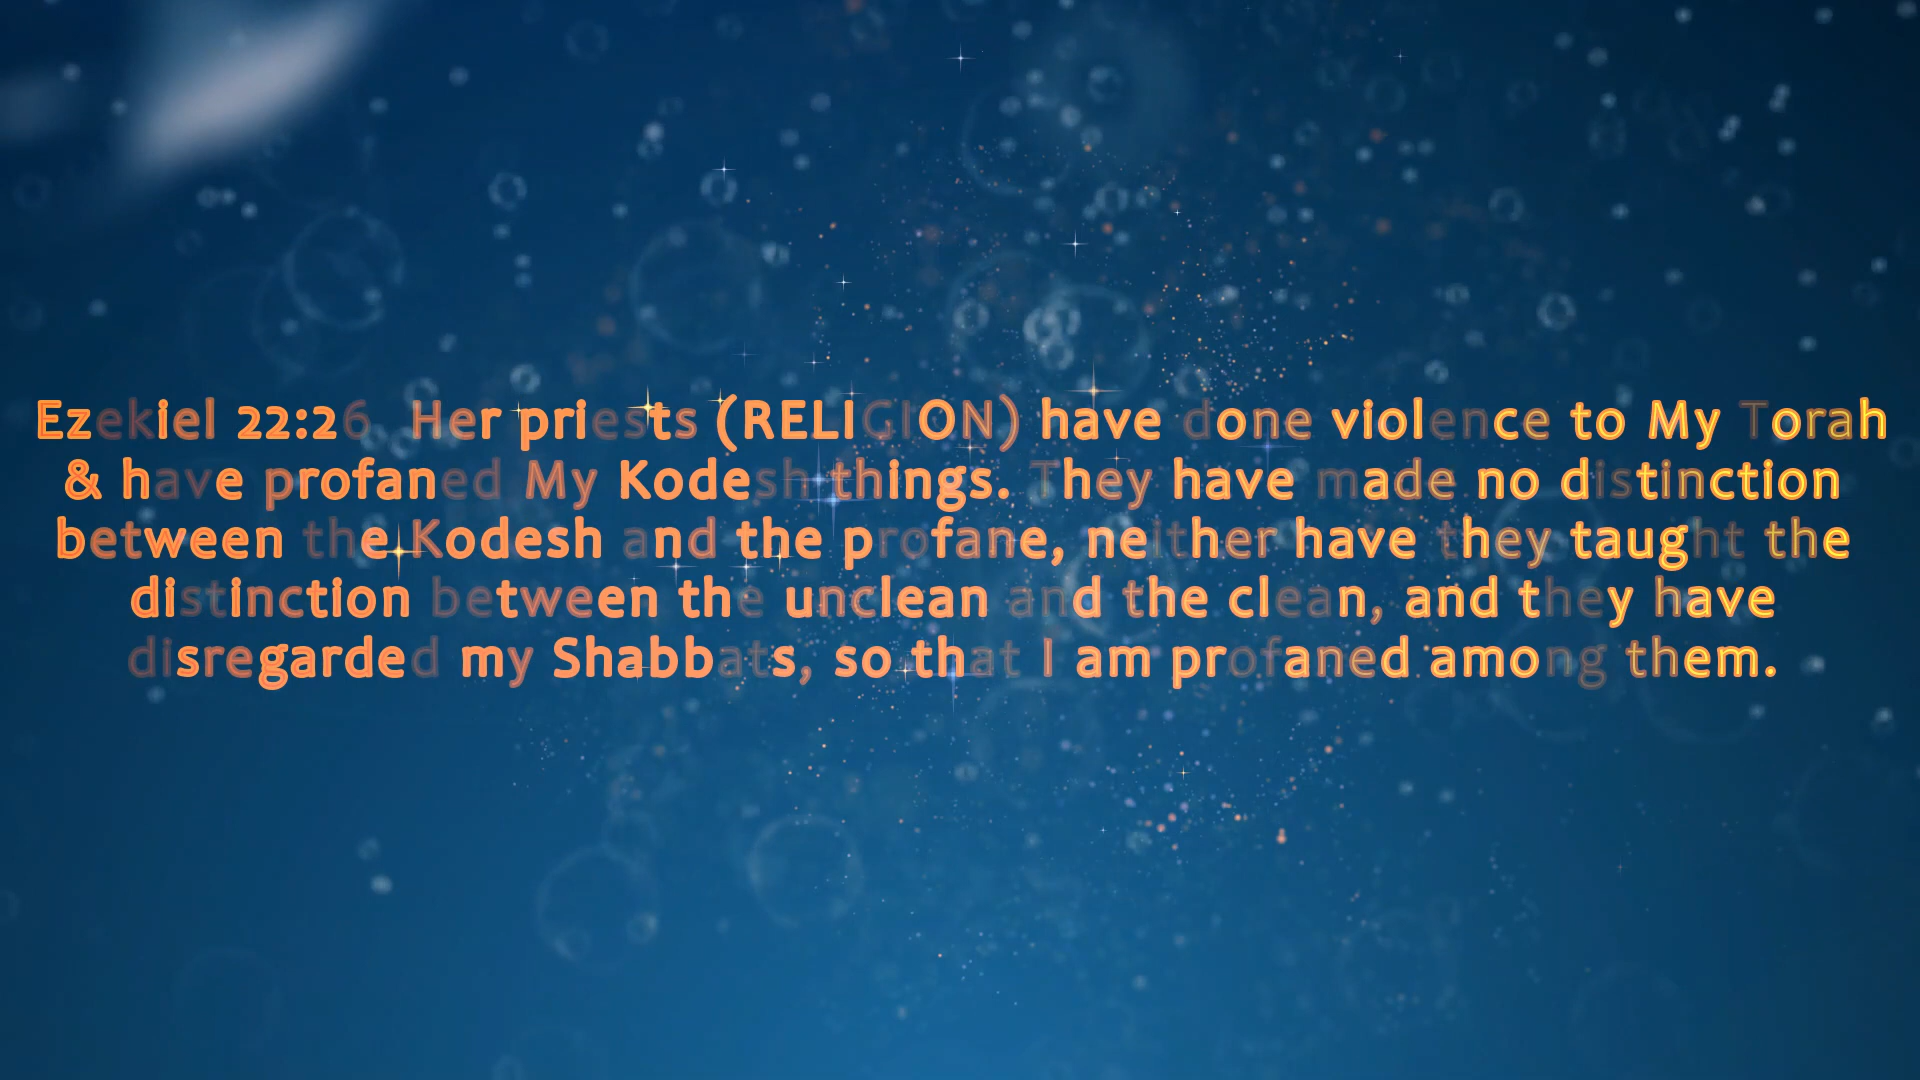 Ezekiel 22:26 Her priests (RELIGION) have done violence to My Torah
& have profaned My Kodesh things. They have made no distinction
between the Kodesh and the profane, neither have they taught the
distinction between the unclean and the clean, and they have
disregarded my Shabbats, so that I am profaned among them.